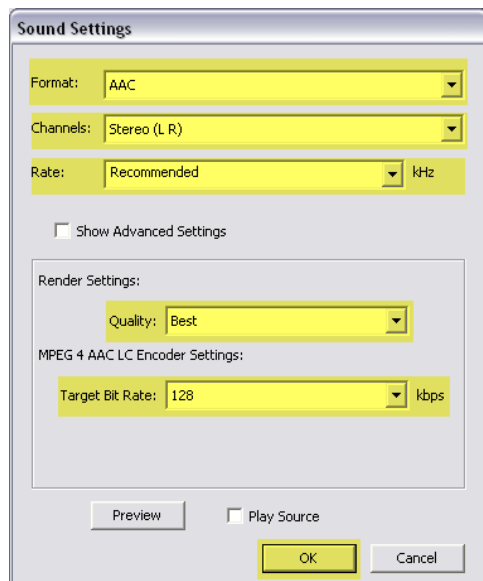 Sound Settings
Format: AAC
Channels: Stereo (L R)
Rate: Recommended kHz
Show Advanced Settings
Render Settings:
Quality: Best
MPEG 4 AAC LC Encoder Settings:
Target Bit Rate: 128 kbps
Preview Play Source
OK Cancel